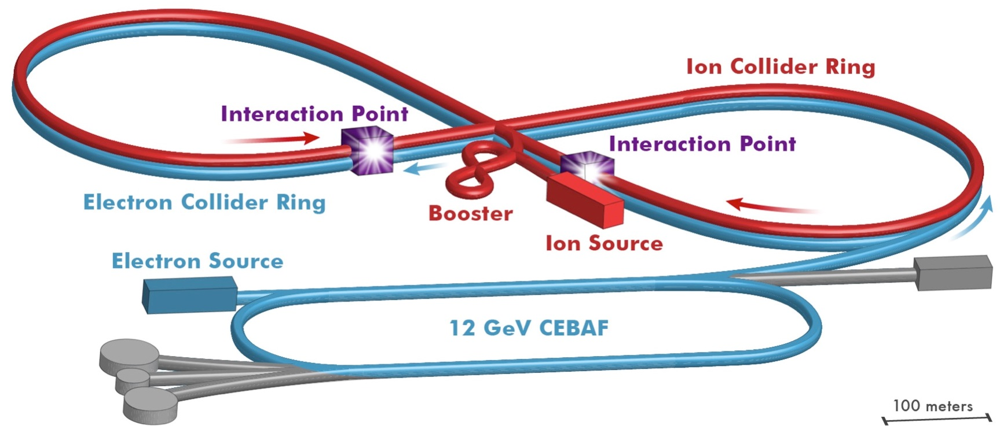 Ion Collider Ring
Interaction Point
Interaction Point
Electron Collider Ring
Booster
Ion Source
Electron Source
12 GeV CEBAF
100 meters